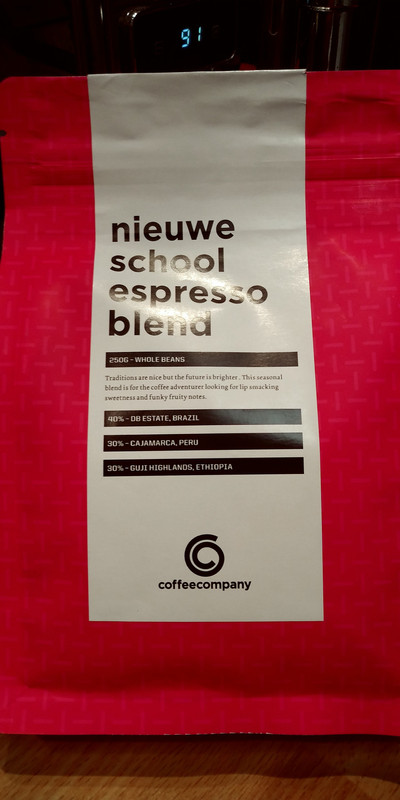 91
nieuwe
school
espresso
blend
250G – WHOLE BEANS
Traditions are nice but the future is brighter. This seasonal
blend is for the coffee adventurer looking for lip smacking
sweetness and funky fruity notes.
40% – DB ESTATE, BRAZIL
30% – CAJAMARCA, PERU
30% – GUJI HIGHLANDS, ETHIOPIA
coffeecompany